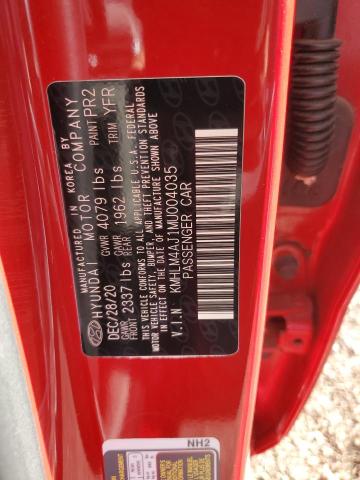 MANUFACTURED IN KOREA BY
HYUNDAI MOTOR COMPANY
DEC/28/20 GVWR 4079 lbs PAINT PR2
GAWR FRONT 2337 lbs GAWR REAR 1962 lbs TRIM YFR
THIS VEHICLE CONFORMS TO ALL APPLICABLE U.S.A. FEDERAL
MOTOR VEHICLE SAFETY, BUMPER, AND THEFT PREVENTION STANDARDS
IN EFFECT ON THE DATE OF MANUFACTURE SHOWN ABOVE
KMHLM4AJ1MU004035
V.I.N PASSENGER CAR
NH2